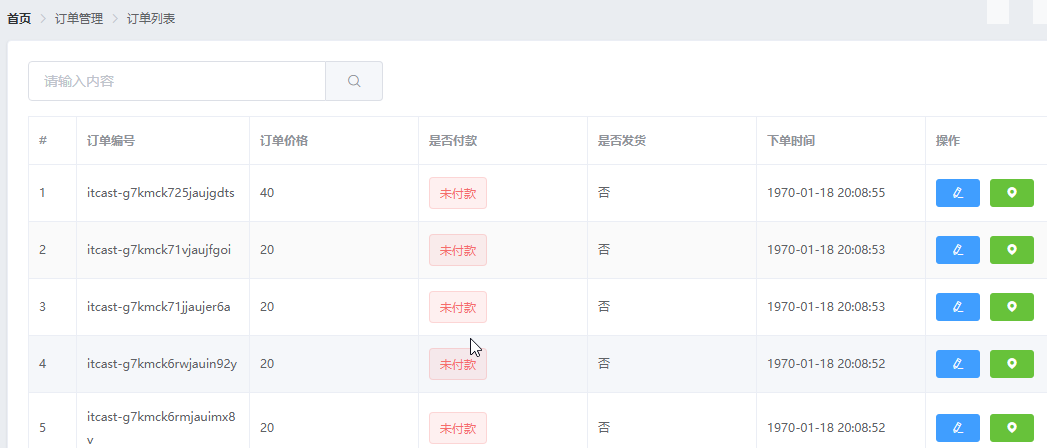 首页 > 订单管理 > 订单列表
请输入内容
# 订单编号 订单价格 是否付款 是否发货 下单时间 操作
1 itcast-g7kmck725jaujgdts 40 未付款 否 1970-01-18 20:08:55
2 itcast-g7kmck71vjaujfgoi 20 未付款 否 1970-01-18 20:08:53
3 itcast-g7kmck71jjaujer6a 20 未付款 否 1970-01-18 20:08:53
4 itcast-g7kmck6rwjauin92y 20 未付款 否 1970-01-18 20:08:52
5 itcast-g7kmck6rmjauimx8 20 未付款 否 1970-01-18 20:08:52
v